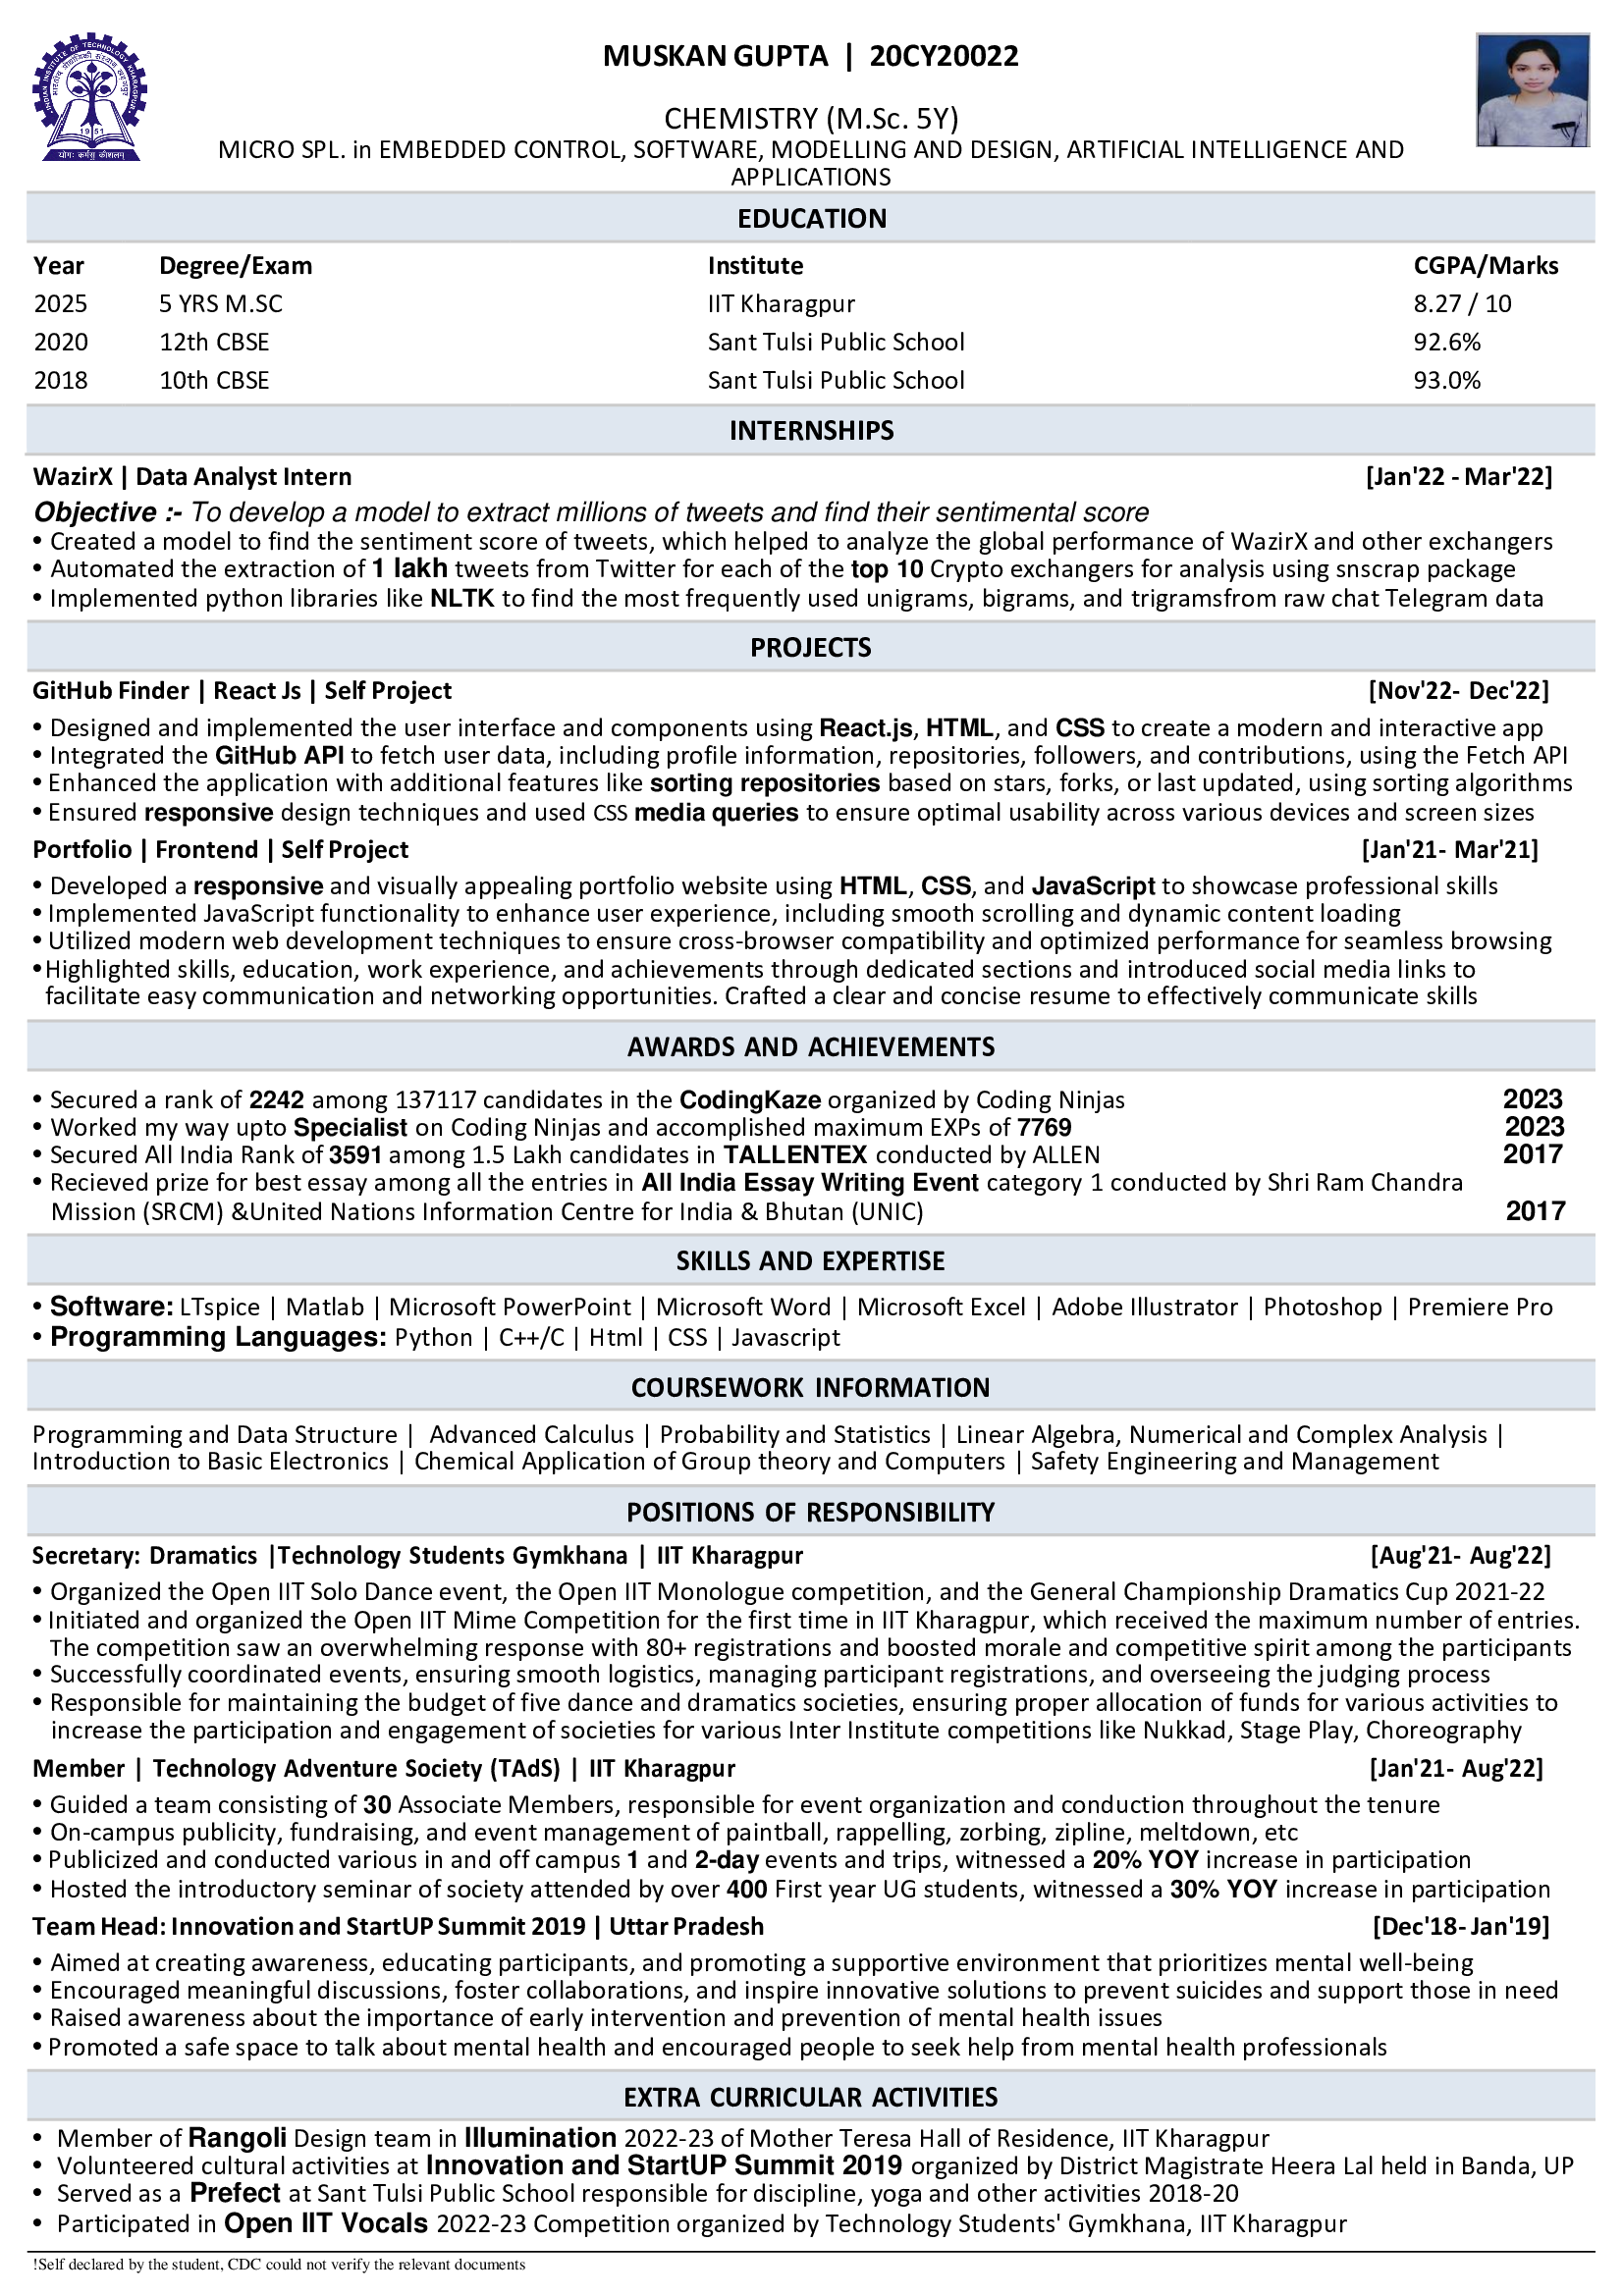 INDIAN INSTITUTE OF TECHNOLOGY KHARAGPUR
1951
योगः कर्मसु कौशलम्
MUSKAN GUPTA | 20CY20022
CHEMISTRY (M.Sc. 5Y)
MICRO SPL. in EMBEDDED CONTROL, SOFTWARE, MODELLING AND DESIGN, ARTIFICIAL INTELLIGENCE AND
APPLICATIONS
EDUCATION
Year Degree/Exam Institute CGPA/Marks
2025 5 YRS M.SC IIT Kharagpur 8.27 / 10
2020 12th CBSE Sant Tulsi Public School 92.6%
2018 10th CBSE Sant Tulsi Public School 93.0%
INTERNSHIPS
WazirX | Data Analyst Intern [Jan'22 - Mar'22]
Objective :- To develop a model to extract millions of tweets and find their sentimental score
• Created a model to find the sentiment score of tweets, which helped to analyze the global performance of WazirX and other exchangers
• Automated the extraction of 1 lakh tweets from Twitter for each of the top 10 Crypto exchangers for analysis using snscrap package
• Implemented python libraries like NLTK to find the most frequently used unigrams, bigrams, and trigramsfrom raw chat Telegram data
PROJECTS
GitHub Finder | React Js | Self Project [Nov'22- Dec'22]
• Designed and implemented the user interface and components using React.js, HTML, and CSS to create a modern and interactive app
• Integrated the GitHub API to fetch user data, including profile information, repositories, followers, and contributions, using the Fetch API
• Enhanced the application with additional features like sorting repositories based on stars, forks, or last updated, using sorting algorithms
• Ensured responsive design techniques and used CSS media queries to ensure optimal usability across various devices and screen sizes
Portfolio | Frontend | Self Project [Jan'21- Mar'21]
• Developed a responsive and visually appealing portfolio website using HTML, CSS, and JavaScript to showcase professional skills
• Implemented JavaScript functionality to enhance user experience, including smooth scrolling and dynamic content loading
• Utilized modern web development techniques to ensure cross-browser compatibility and optimized performance for seamless browsing
• Highlighted skills, education, work experience, and achievements through dedicated sections and introduced social media links to
facilitate easy communication and networking opportunities. Crafted a clear and concise resume to effectively communicate skills
AWARDS AND ACHIEVEMENTS
• Secured a rank of 2242 among 137117 candidates in the CodingKaze organized by Coding Ninjas 2023
• Worked my way upto Specialist on Coding Ninjas and accomplished maximum EXPs of 7769 2023
• Secured All India Rank of 3591 among 1.5 Lakh candidates in TALLENTEX conducted by ALLEN 2017
• Recieved prize for best essay among all the entries in All India Essay Writing Event category 1 conducted by Shri Ram Chandra
Mission (SRCM) &United Nations Information Centre for India & Bhutan (UNIC) 2017
SKILLS AND EXPERTISE
• Software: LTspice | Matlab | Microsoft PowerPoint | Microsoft Word | Microsoft Excel | Adobe Illustrator | Photoshop | Premiere Pro
• Programming Languages: Python | C++/C | Html | CSS | Javascript
COURSEWORK INFORMATION
Programming and Data Structure | Advanced Calculus | Probability and Statistics | Linear Algebra, Numerical and Complex Analysis |
Introduction to Basic Electronics | Chemical Application of Group theory and Computers | Safety Engineering and Management
POSITIONS OF RESPONSIBILITY
Secretary: Dramatics |Technology Students Gymkhana | IIT Kharagpur [Aug'21- Aug'22]
• Organized the Open IIT Solo Dance event, the Open IIT Monologue competition, and the General Championship Dramatics Cup 2021-22
• Initiated and organized the Open IIT Mime Competition for the first time in IIT Kharagpur, which received the maximum number of entries.
The competition saw an overwhelming response with 80+ registrations and boosted morale and competitive spirit among the participants
• Successfully coordinated events, ensuring smooth logistics, managing participant registrations, and overseeing the judging process
• Responsible for maintaining the budget of five dance and dramatics societies, ensuring proper allocation of funds for various activities to
increase the participation and engagement of societies for various Inter Institute competitions like Nukkad, Stage Play, Choreography
Member | Technology Adventure Society (TAdS) | IIT Kharagpur [Jan'21- Aug'22]
• Guided a team consisting of 30 Associate Members, responsible for event organization and conduction throughout the tenure
• On-campus publicity, fundraising, and event management of paintball, rappelling, zorbing, zipline, meltdown, etc
• Publicized and conducted various in and off campus 1 and 2-day events and trips, witnessed a 20% YOY increase in participation
• Hosted the introductory seminar of society attended by over 400 First year UG students, witnessed a 30% YOY increase in participation
Team Head: Innovation and StartUP Summit 2019 | Uttar Pradesh [Dec'18- Jan'19]
• Aimed at creating awareness, educating participants, and promoting a supportive environment that prioritizes mental well-being
• Encouraged meaningful discussions, foster collaborations, and inspire innovative solutions to prevent suicides and support those in need
• Raised awareness about the importance of early intervention and prevention of mental health issues
• Promoted a safe space to talk about mental health and encouraged people to seek help from mental health professionals
EXTRA CURRICULAR ACTIVITIES
• Member of Rangoli Design team in Illumination 2022-23 of Mother Teresa Hall of Residence, IIT Kharagpur
• Volunteered cultural activities at Innovation and StartUP Summit 2019 organized by District Magistrate Heera Lal held in Banda, UP
• Served as a Prefect at Sant Tulsi Public School responsible for discipline, yoga and other activities 2018-20
• Participated in Open IIT Vocals 2022-23 Competition organized by Technology Students' Gymkhana, IIT Kharagpur
!Self declared by the student, CDC could not verify the relevant documents